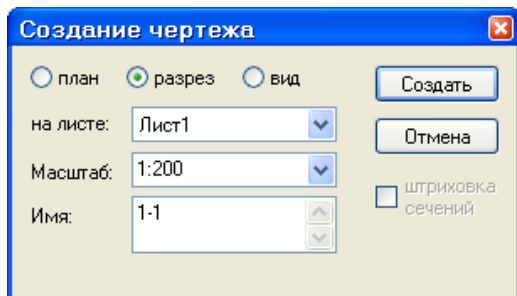 Создание чертежа
план разрез вид
Создать
на листе: Лист1
Отмена
Масштаб: 1:200
штриховка
сечений
Имя: 1-1